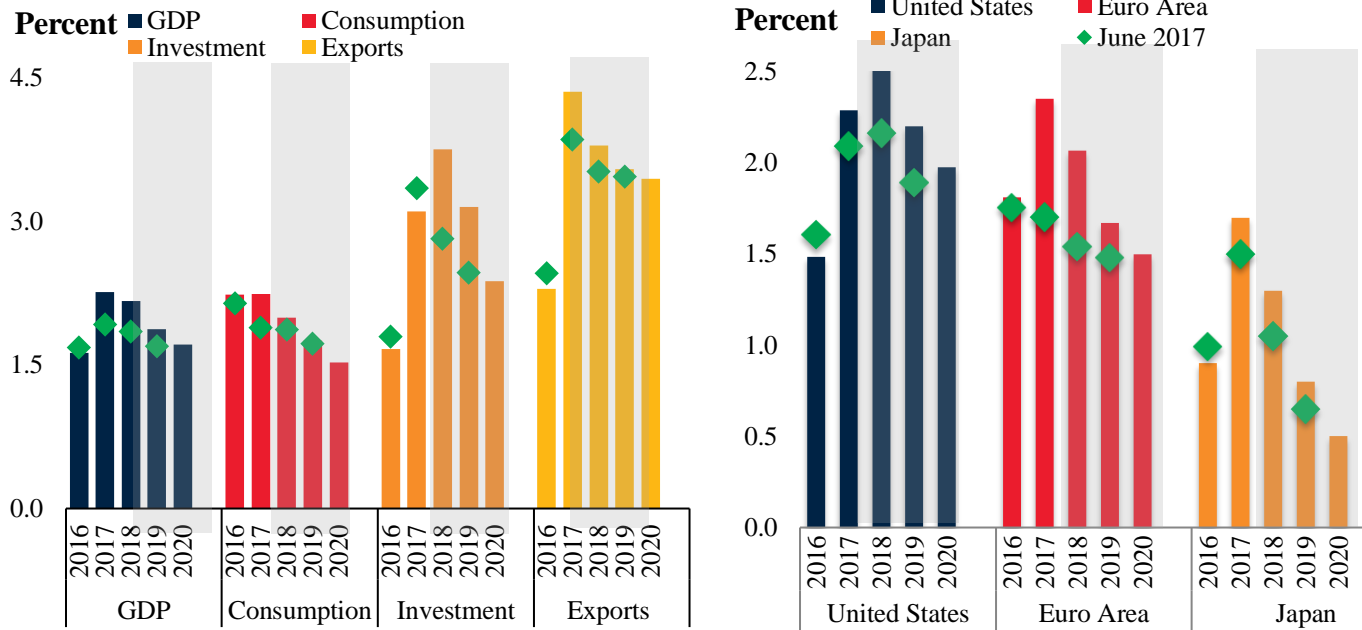 Percent
GDP Consumption
Investment Exports
4.5
3.0
1.5
0.0
2016 2017 2018 2019 2020 2016 2017 2018 2019 2020 2016 2017 2018 2019 2020 2016 2017 2018 2019 2020
GDP Consumption Investment Exports
Percent
United States Euro Area
Japan June 2017
2.5
2.0
1.5
1.0
0.5
0.0
2016 2017 2018 2019 2020 2016 2017 2018 2019 2020 2016 2017 2018 2019 2020
United States Euro Area Japan